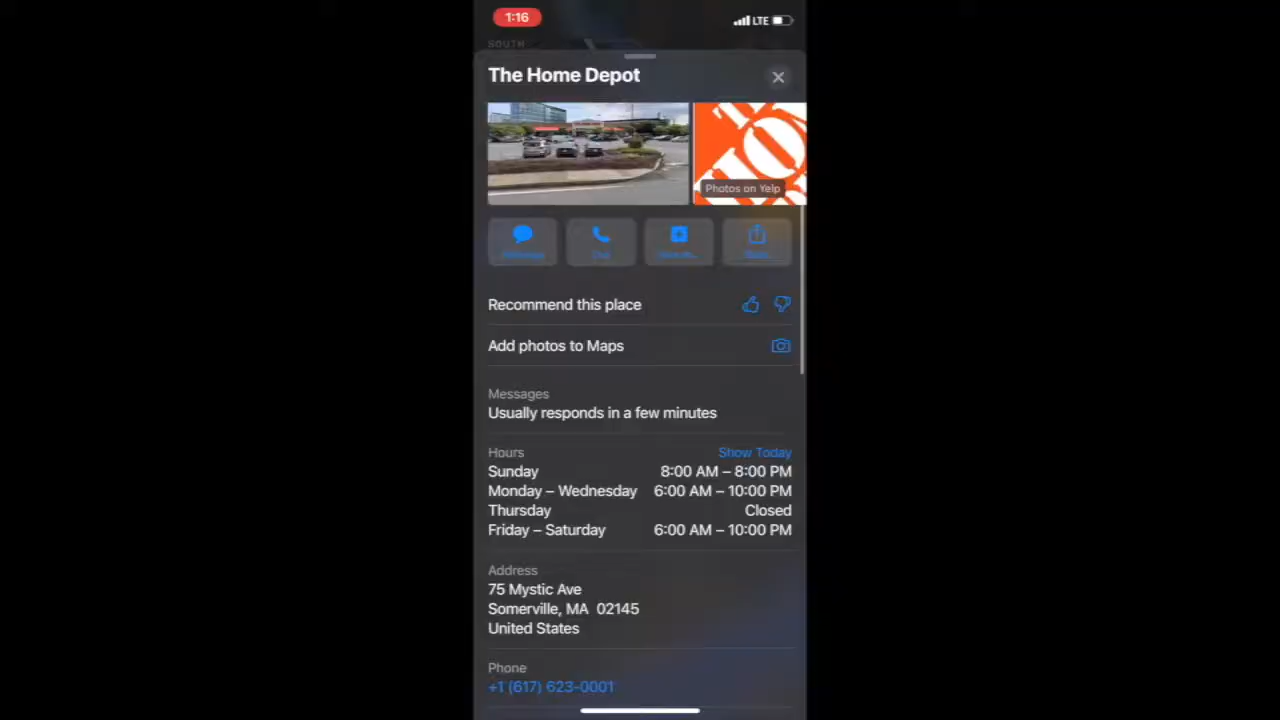 1:16
LTE
SOUTH
The Home Depot
Photos on Yelp
Recommend this place
Add photos to Maps
Messages
Usually responds in a few minutes
Hours Show Today
Sunday 8:00 AM – 8:00 PM
Monday – Wednesday 6:00 AM – 10:00 PM
Thursday Closed
Friday – Saturday 6:00 AM – 10:00 PM
Address
75 Mystic Ave
Somerville, MA 02145
United States
Phone
+1 (617) 623-0001